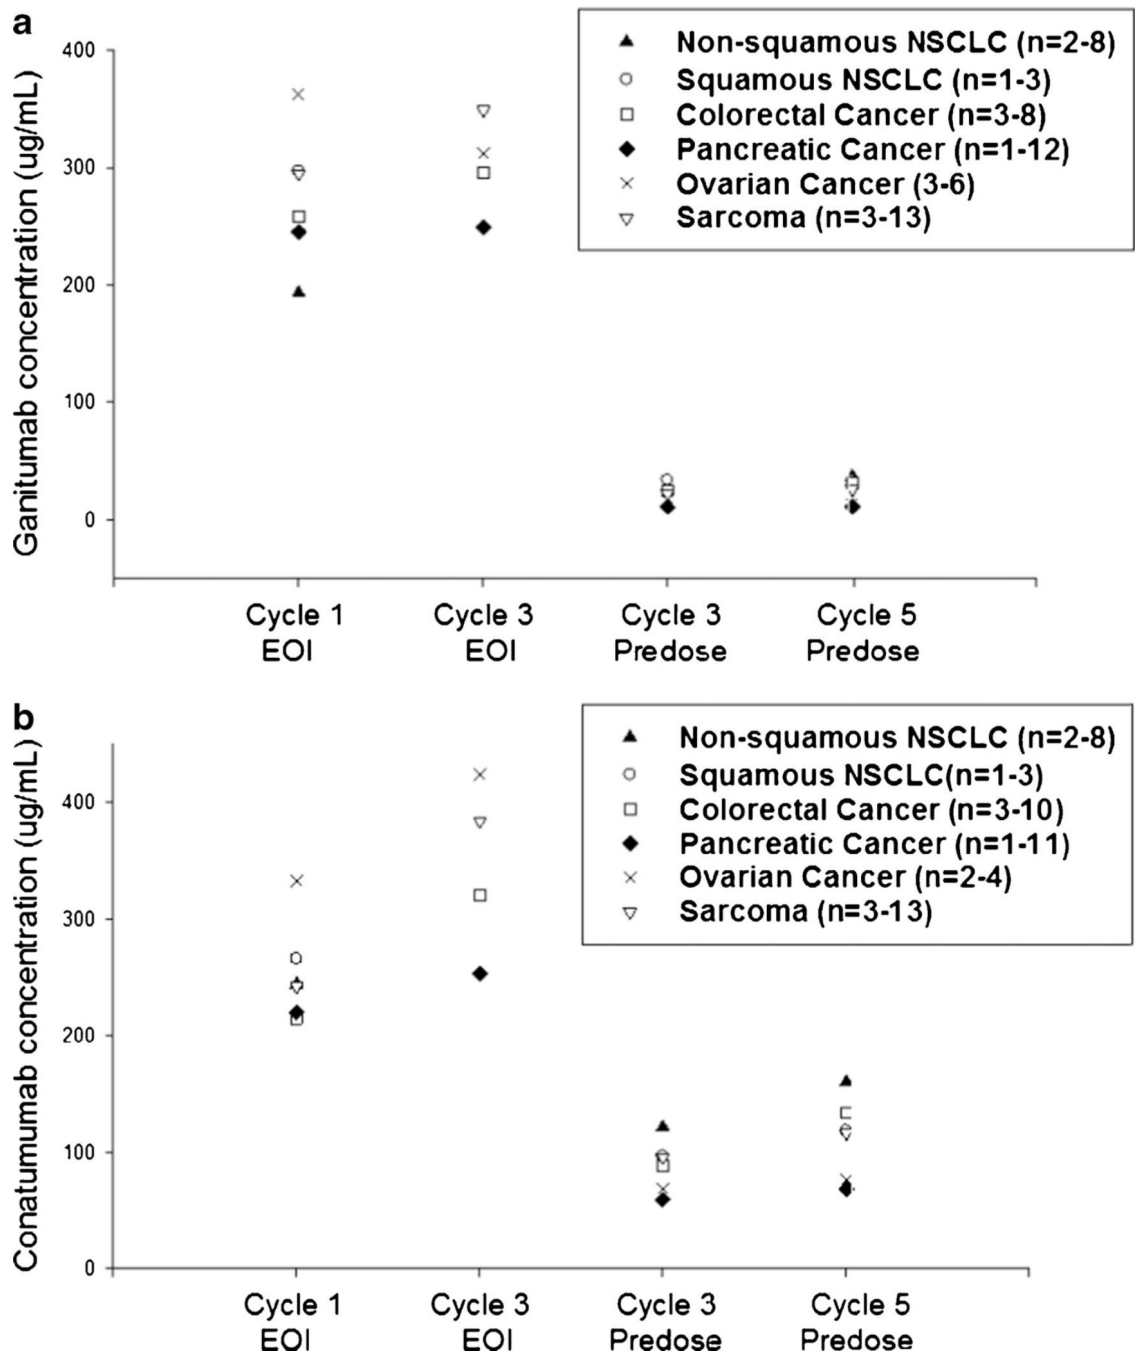 a
Ganitumab concentration (ug/mL)
400
300
200
100
0
Non-squamous NSCLC (n=2-8)
Squamous NSCLC (n=1-3)
Colorectal Cancer (n=3-8)
Pancreatic Cancer (n=1-12)
Ovarian Cancer (3-6)
Sarcoma (n=3-13)
Cycle 1 EOI
Cycle 3 EOI
Cycle 3 Predose
Cycle 5 Predose
b
Conatumumab concentration (ug/mL)
400
300
200
100
0
Non-squamous NSCLC (n=2-8)
Squamous NSCLC(n=1-3)
Colorectal Cancer (n=3-10)
Pancreatic Cancer (n=1-11)
Ovarian Cancer (n=2-4)
Sarcoma (n=3-13)
Cycle 1 EOI
Cycle 3 EOI
Cycle 3 Predose
Cycle 5 Predose